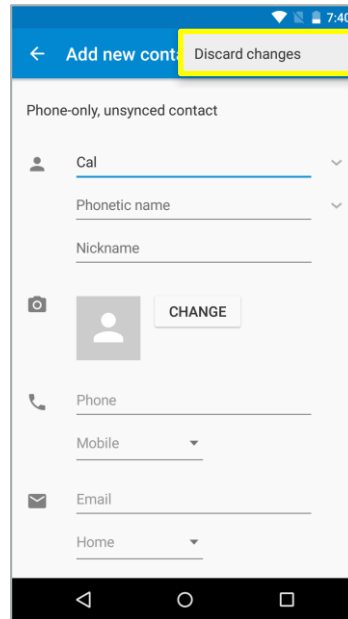 7:40
Add new conta
Discard changes
Phone-only, unsynced contact
Cal
Phonetic name
Nickname
CHANGE
Phone
Mobile
Email
Home